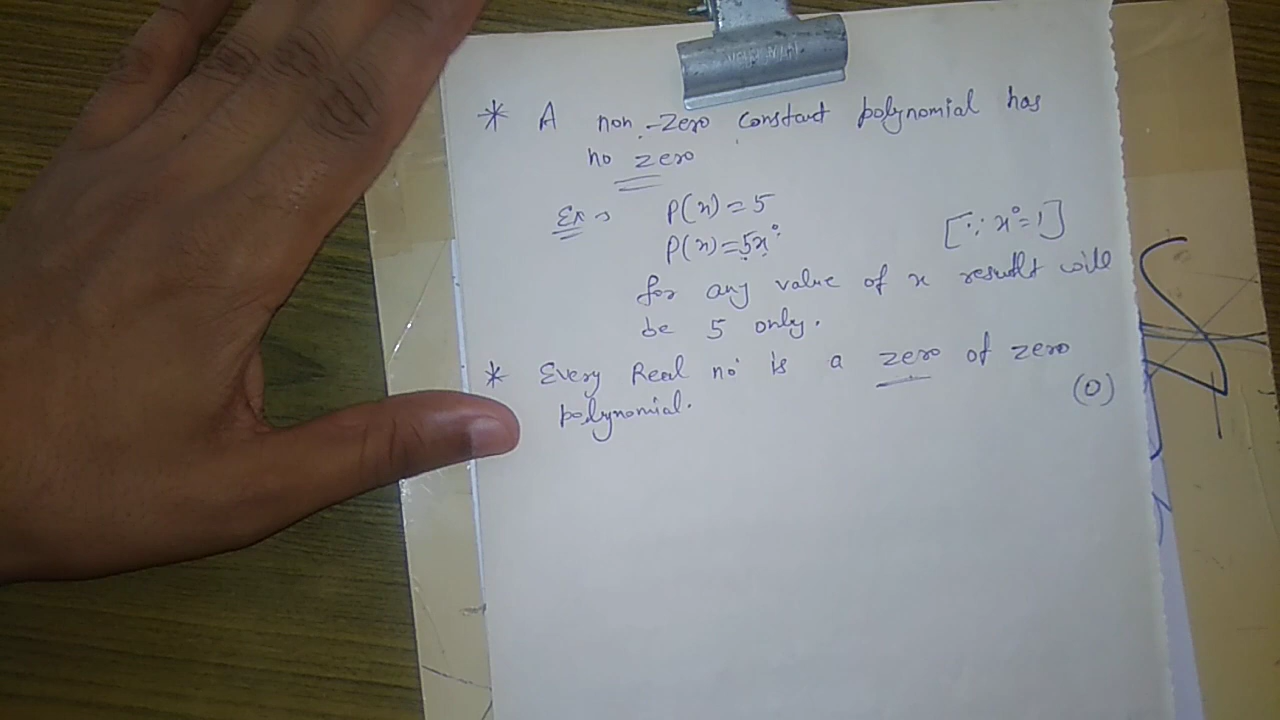 * A non-zero constant polynomial has
no zero
Ex → P(x) = 5
P(x) = 5x° [∵ x° = 1]
for any value of x result will
be 5 only.
* Every Real no is a zero of zero
polynomial. (0)